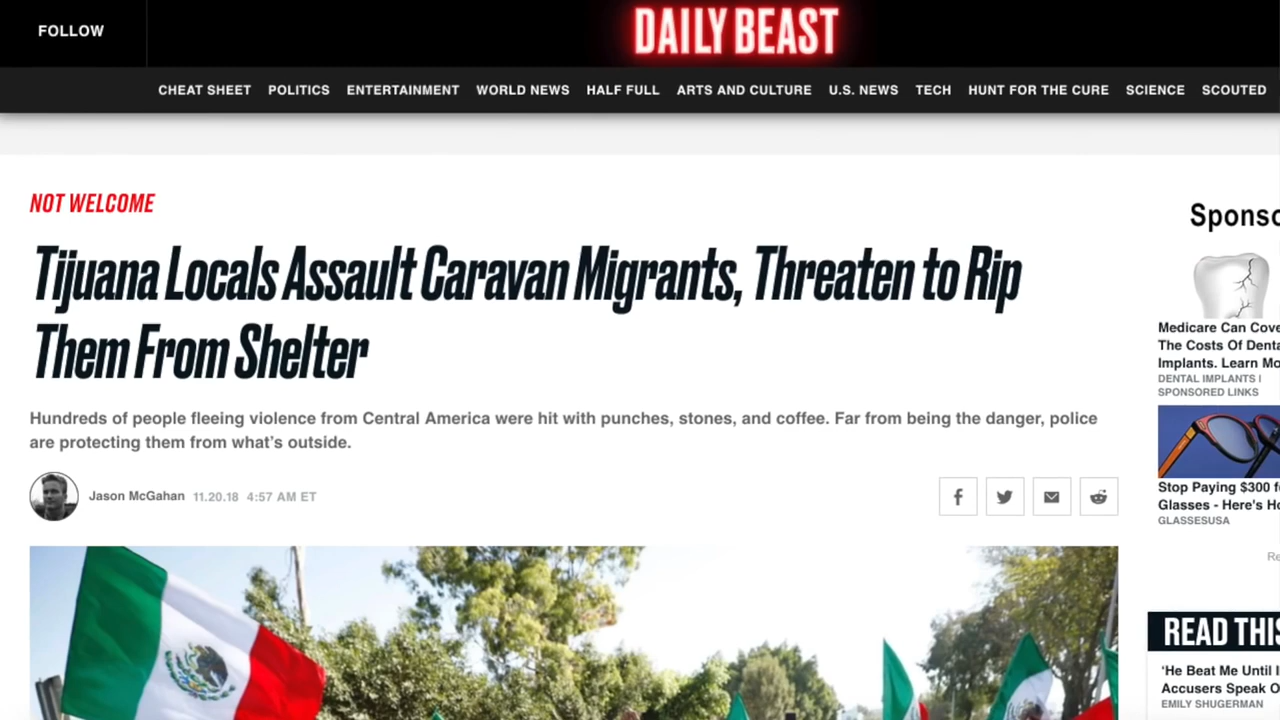 FOLLOW
DAILY BEAST
CHEAT SHEET POLITICS ENTERTAINMENT WORLD NEWS HALF FULL ARTS AND CULTURE U.S. NEWS TECH HUNT FOR THE CURE SCIENCE SCOUTED
NOT WELCOME
Tijuana Locals Assault Caravan Migrants, Threaten to Rip
Them From Shelter
Hundreds of people fleeing violence from Central America were hit with punches, stones, and coffee. Far from being the danger, police
are protecting them from what's outside.
Jason McGahan 11.20.18 4:57 AM ET
Medicare Can
The Costs Of
Implants. Learn
DENTAL IMPLANTS |
SPONSORED LINKS
Stop Paying $300
Glasses - Here's
GLASSESUSA
READ THIS
'He Beat Me Until
Accusers Speak
EMILY SHUGERMAN